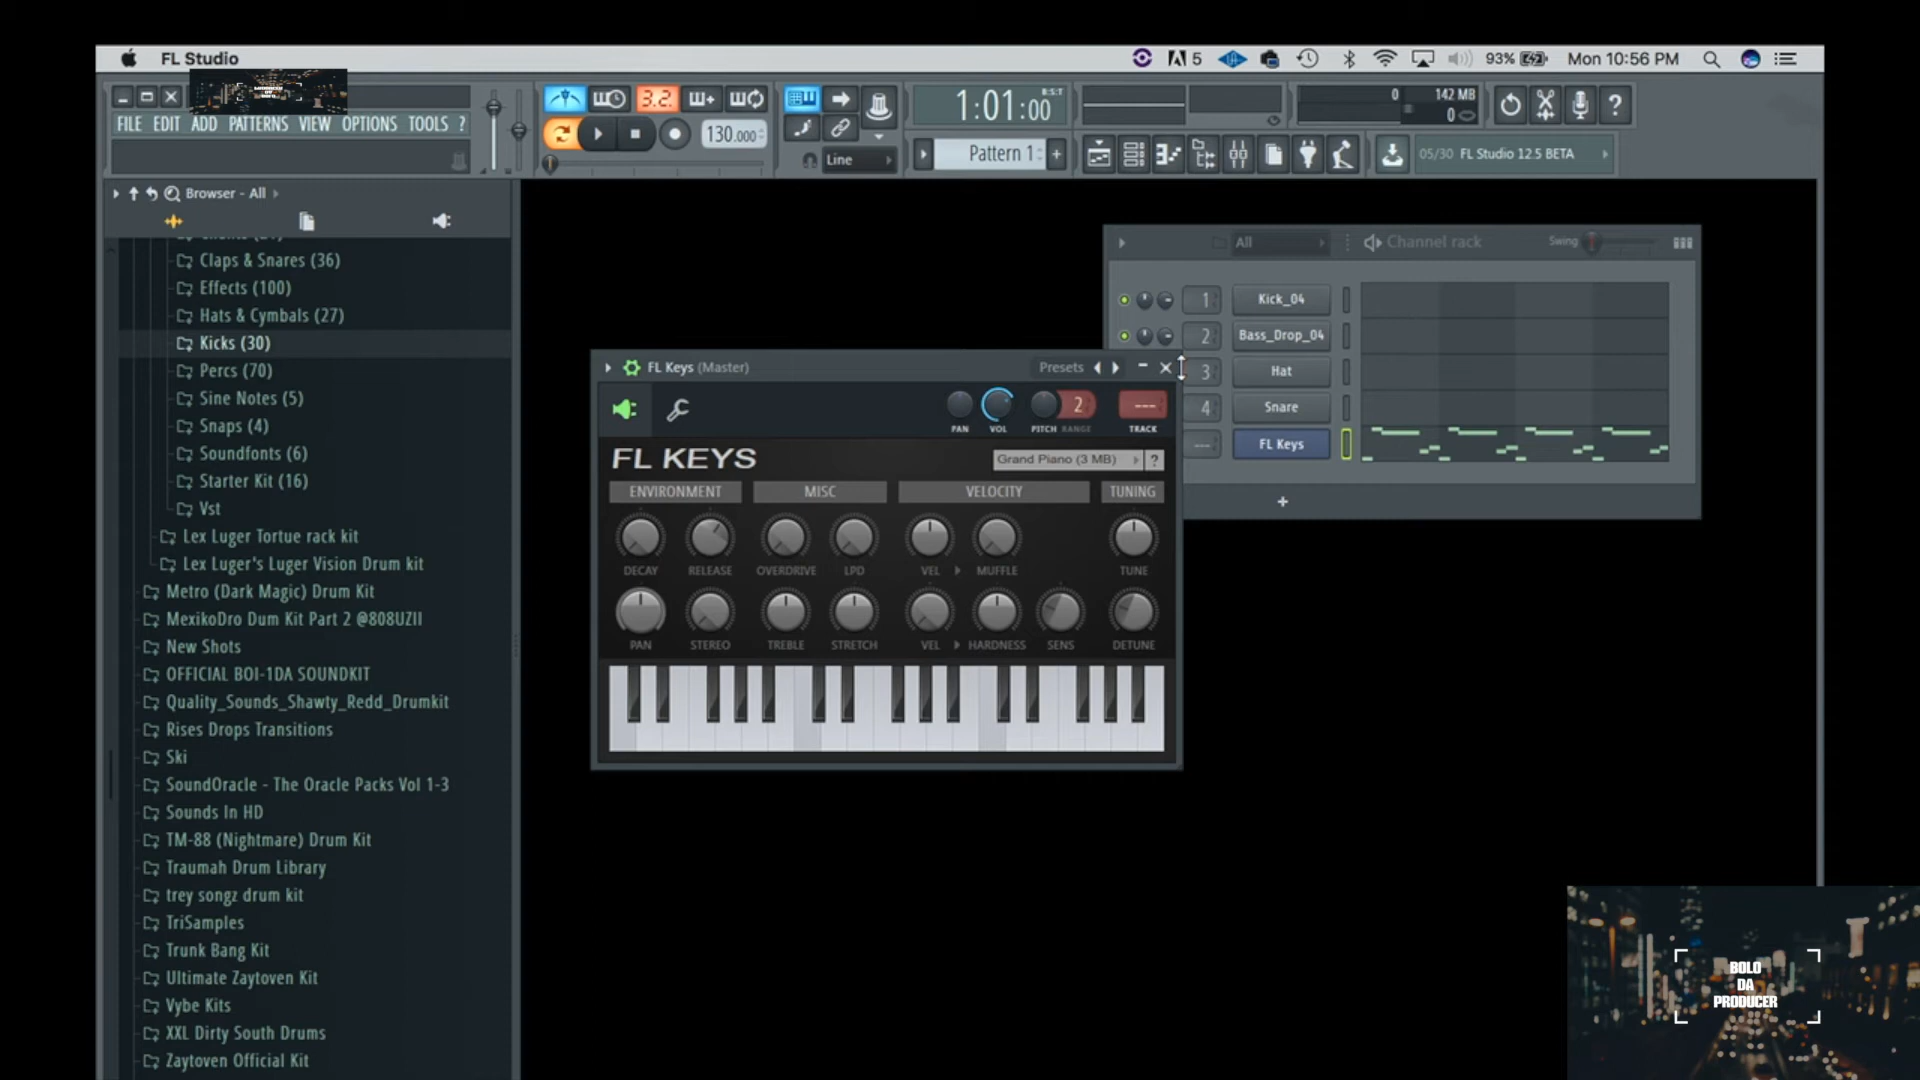 FL Studio
5
93%
Mon 10:56 PM
FILE EDIT ADD PATTERNS VIEW OPTIONS TOOLS ?
3.2.
130.000
Line
1:01:00
B:S:T
Pattern 1
0
142 MB
0
?
05/30 FL Studio 12.5 BETA
Browser - All
Claps & Snares (36)
Effects (100)
Hats & Cymbals (27)
Kicks (30)
Percs (70)
Sine Notes (5)
Snaps (4)
Soundfonts (6)
Starter Kit (16)
Vst
Lex Luger Tortue rack kit
Lex Luger's Luger Vision Drum kit
Metro (Dark Magic) Drum Kit
MexikoDro Dum Kit Part 2 @808UZII
New Shots
OFFICIAL BOI-1DA SOUNDKIT
Quality_Sounds_Shawty_Redd_Drumkit
Rises Drops Transitions
Ski
SoundOracle - The Oracle Packs Vol 1-3
Sounds In HD
TM-88 (Nightmare) Drum Kit
Traumah Drum Library
trey songz drum kit
TriSamples
Trunk Bang Kit
Ultimate Zaytoven Kit
Vybe Kits
XXL Dirty South Drums
Zaytoven Official Kit
All
Channel rack
Swing
1 Kick_04
2 Bass_Drop_04
3 Hat
4 Snare
--- FL Keys
+
FL Keys (Master)
Presets
2
---
PAN VOL PITCH RANGE TRACK
FL KEYS
Grand Piano (3 MB)
?
ENVIRONMENT MISC VELOCITY TUNING
DECAY RELEASE OVERDRIVE LPD VEL MUFFLE TUNE
PAN STEREO TREBLE STRETCH VEL HARDNESS SENS DETUNE
BOLO
DA
PRODUCER